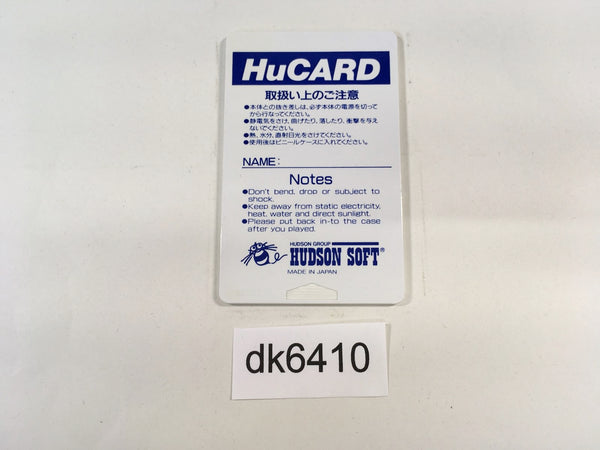 HuCARD
取扱い上のご注意
●本体との抜き差しは、必ず本体の電源を切って
から行なってください。
●静電気をさけ、曲げたり、落したり、衝撃を与え
ないでください。
●熱、水分、直射日光をさけてください。
●使用後はビニールケースに入れてください。
NAME:
Notes
●Don't bend, drop or subject to
shock.
●Keep away from static electricity,
heat, water and direct sunlight.
●Please put back in-to the case
after you played.
HUDSON GROUP
HUDSON SOFT®
MADE IN JAPAN
dk6410